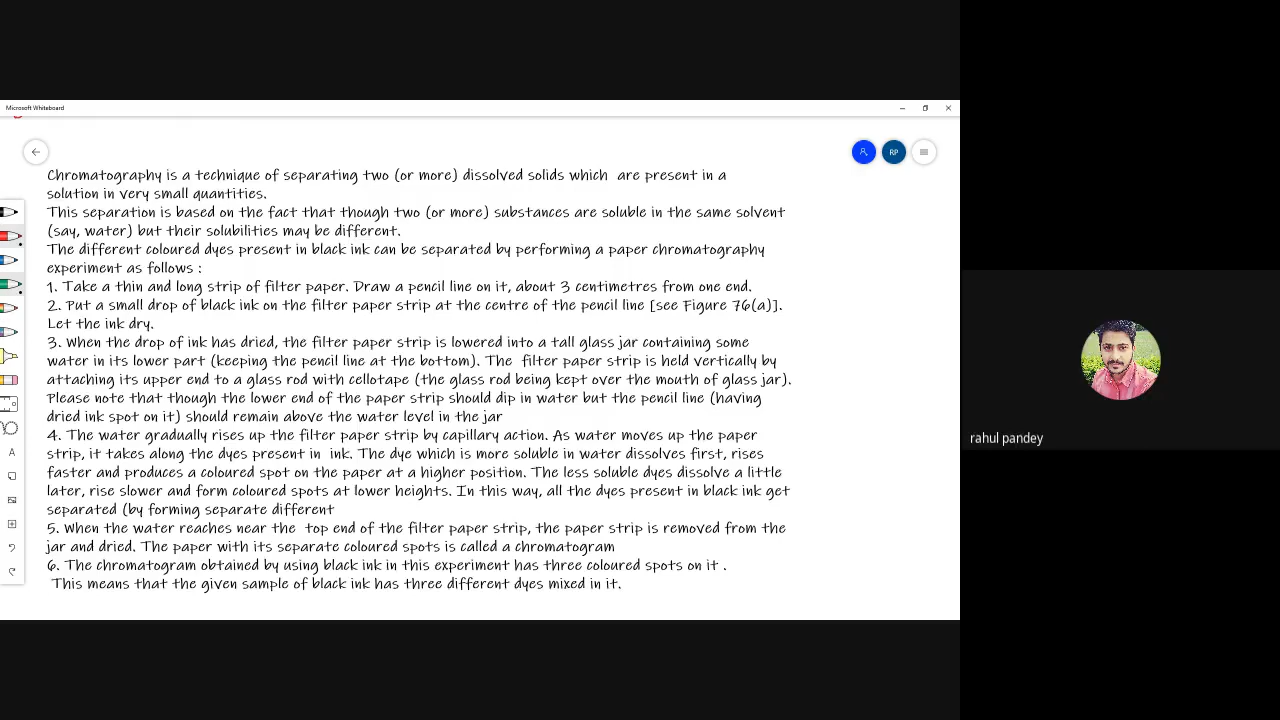 Microsoft Whiteboard
RP
Chromatography is a technique of separating two (or more) dissolved solids which are present in a
solution in very small quantities.
This separation is based on the fact that though two (or more) substances are soluble in the same solvent
(say, water) but their solubilities may be different.
The different coloured dyes present in black ink can be separated by performing a paper chromatography
experiment as follows :
1. Take a thin and long strip of filter paper. Draw a pencil line on it, about 3 centimetres from one end.
2. Put a small drop of black ink on the filter paper strip at the centre of the pencil line [see Figure 76(a)].
Let the ink dry.
3. When the drop of ink has dried, the filter paper strip is lowered into a tall glass jar containing some
water in its lower part (keeping the pencil line at the bottom). The filter paper strip is held vertically by
attaching its upper end to a glass rod with cellotape (the glass rod being kept over the mouth of glass jar).
Please note that though the lower end of the paper strip should dip in water but the pencil line (having
dried ink spot on it) should remain above the water level in the jar
4. The water gradually rises up the filter paper strip by capillary action. As water moves up the paper
strip, it takes along the dyes present in ink. The dye which is more soluble in water dissolves first, rises
faster and produces a coloured spot on the paper at a higher position. The less soluble dyes dissolve a little
later, rise slower and form coloured spots at lower heights. In this way, all the dyes present in black ink get
separated (by forming separate different
5. When the water reaches near the top end of the filter paper strip, the paper strip is removed from the
jar and dried. The paper with its separate coloured spots is called a chromatogram
6. The chromatogram obtained by using black ink in this experiment has three coloured spots on it .
This means that the given sample of black ink has three different dyes mixed in it.
A
rahul pandey